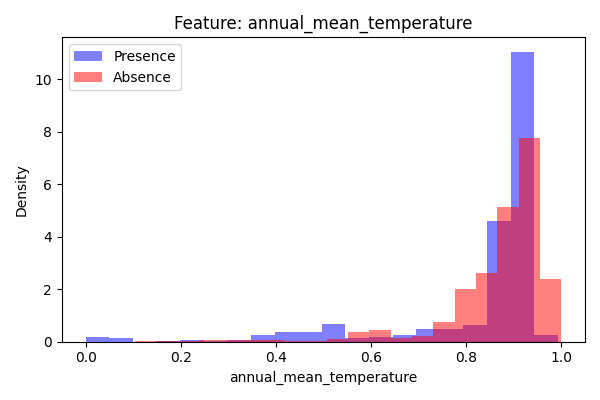 Feature: annual_mean_temperature
Presence
Absence
Density
10
8
6
4
2
0
0.0 0.2 0.4 0.6 0.8 1.0
annual_mean_temperature